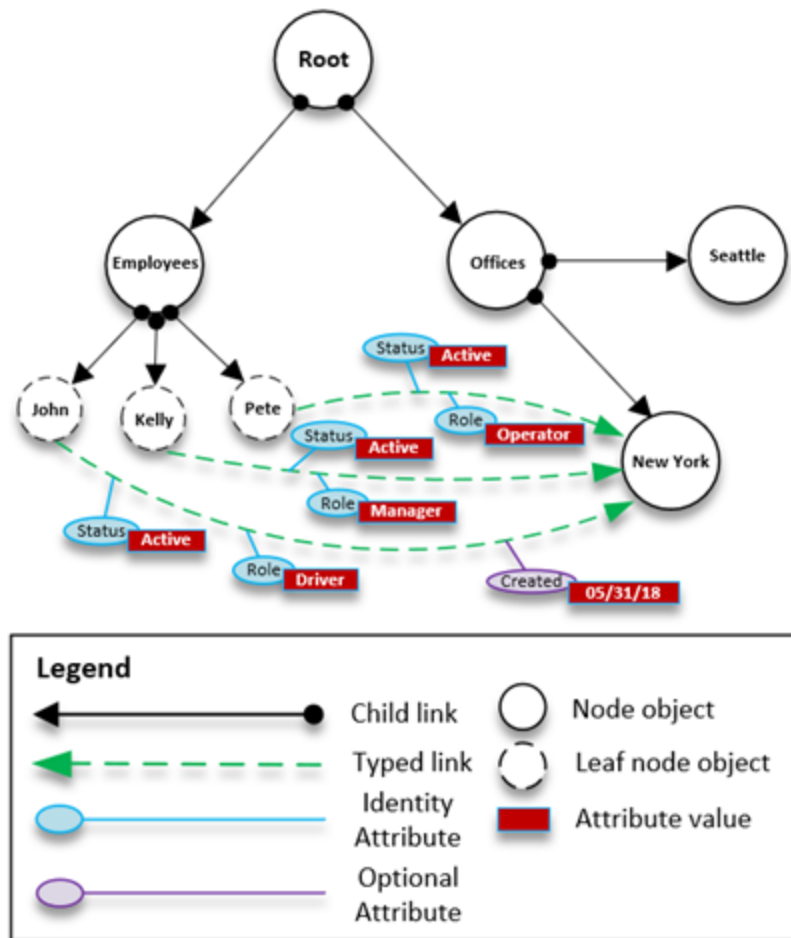 Root
Employees
Offices
Seattle
John
Kelly
Pete
New York
Status Active
Role Operator
Status Active
Role Manager
Status Active
Role Driver
Created 05/31/18
Legend
Child link
Node object
Typed link
Leaf node object
Identity
Attribute
Attribute value
Optional
Attribute